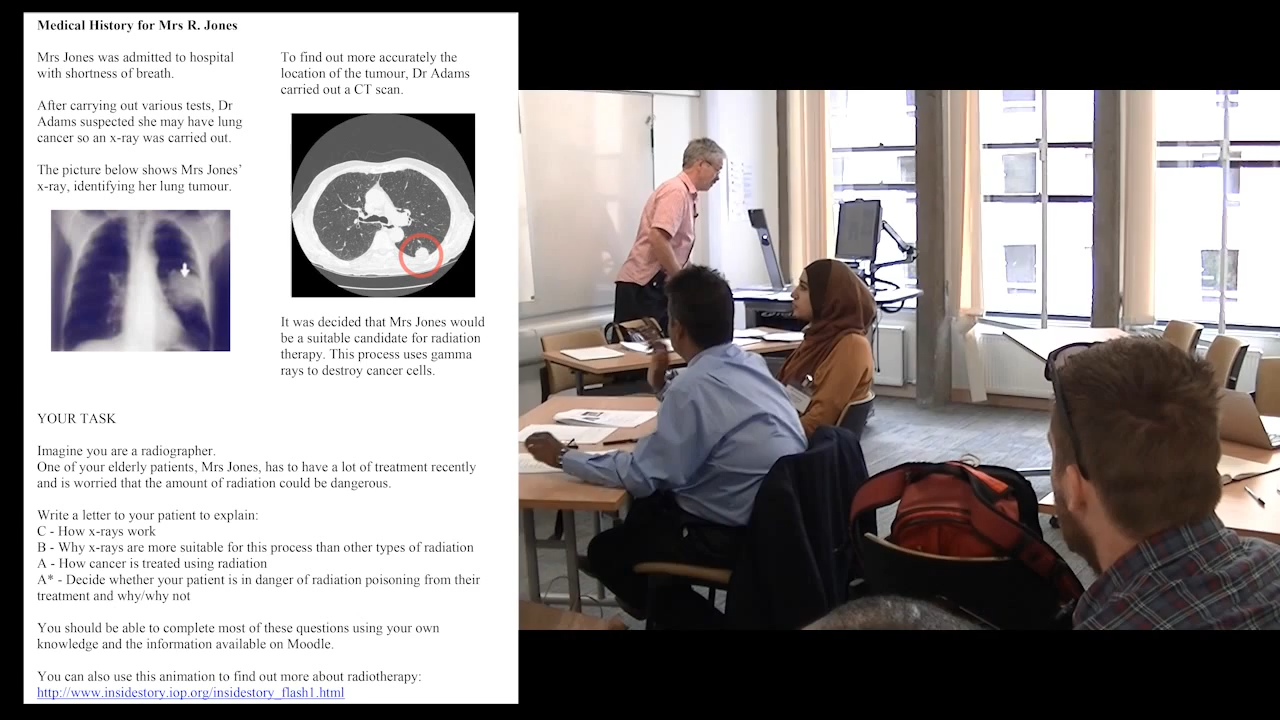 Medical History for Mrs R. Jones
Mrs Jones was admitted to hospital
with shortness of breath.
After carrying out various tests, Dr
Adams suspected she may have lung
cancer so an x-ray was carried out.
The picture below shows Mrs Jones'
x-ray, identifying her lung tumour.
To find out more accurately the
location of the tumour, Dr Adams
carried out a CT scan.
It was decided that Mrs Jones would
be a suitable candidate for radiation
therapy. This process uses gamma
rays to destroy cancer cells.
YOUR TASK
Imagine you are a radiographer.
One of your elderly patients, Mrs Jones, has to have a lot of treatment recently
and is worried that the amount of radiation could be dangerous.
Write a letter to your patient to explain:
C - How x-rays work
B - Why x-rays are more suitable for this process than other types of radiation
A - How cancer is treated using radiation
A* - Decide whether your patient is in danger of radiation poisoning from their
treatment and why/why not
You should be able to complete most of these questions using your own
knowledge and the information available on Moodle.
You can also use this animation to find out more about radiotherapy:
http://www.insidestory.iop.org/insidestory_flash1.html